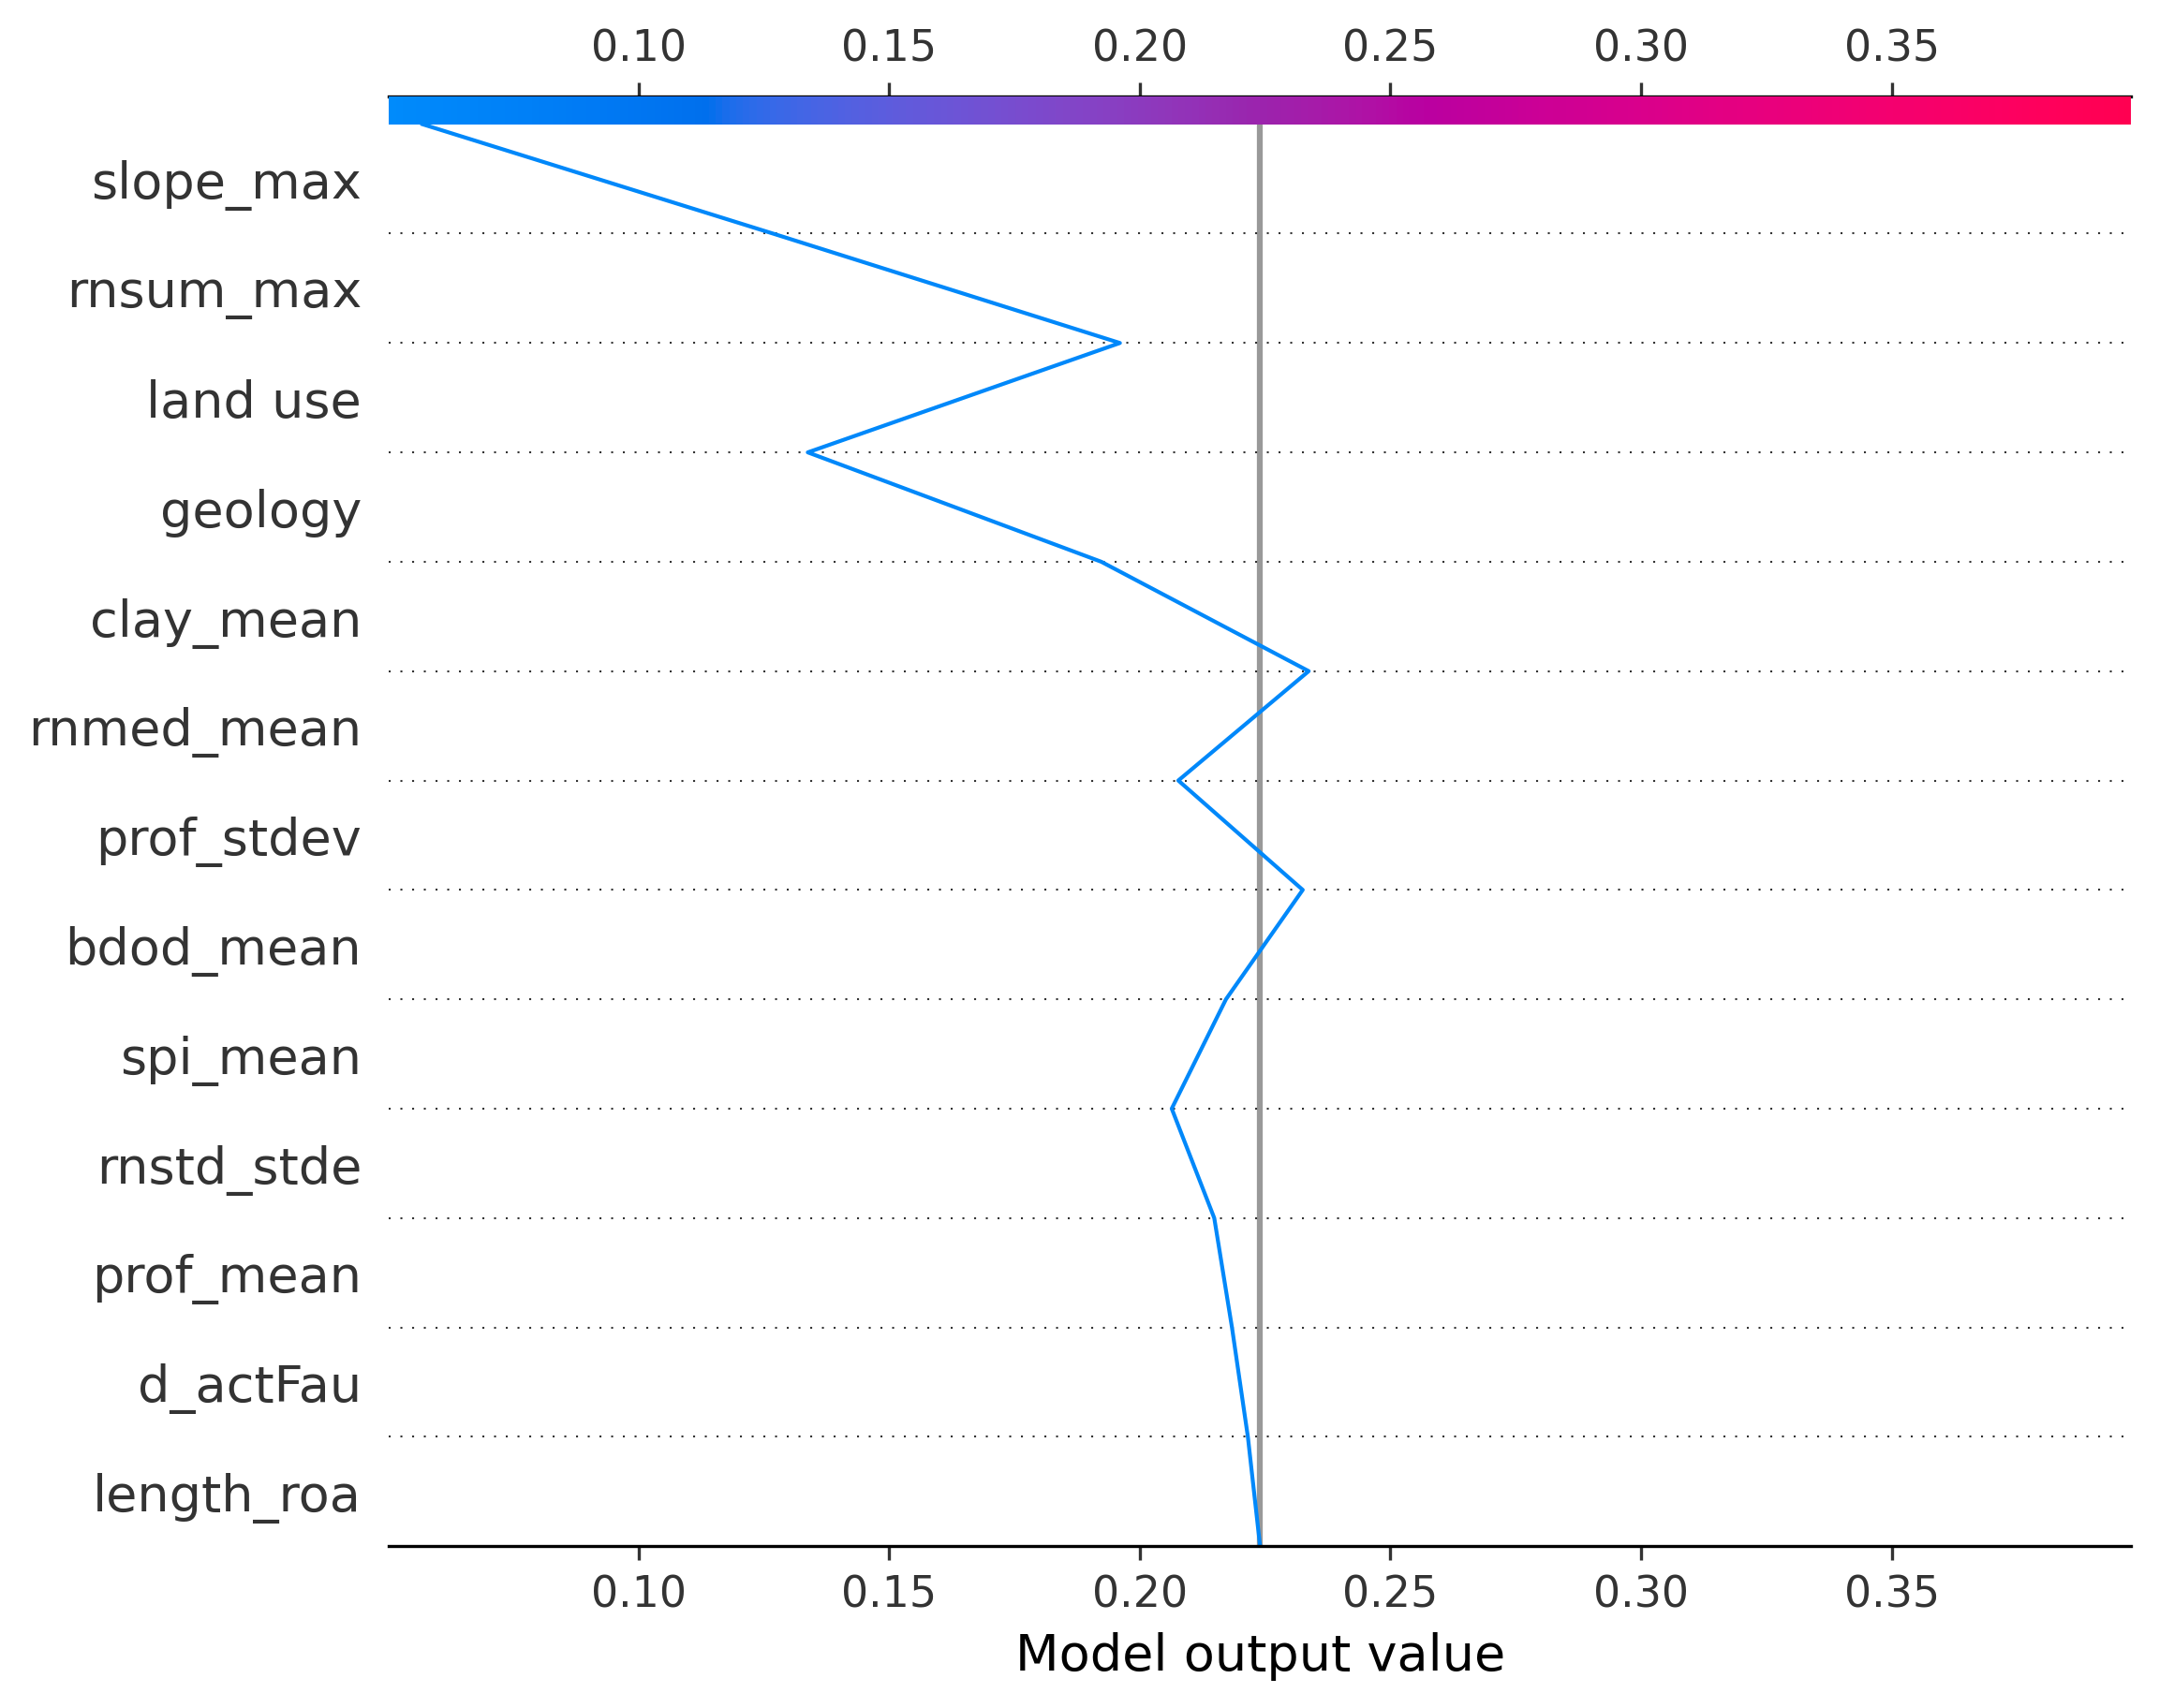 0.10 0.15 0.20 0.25 0.30 0.35
slope_max
rnsum_max
land use
geology
clay_mean
rnmed_mean
prof_stdev
bdod_mean
spi_mean
rnstd_stde
prof_mean
d_actFau
length_roa
0.10 0.15 0.20 0.25 0.30 0.35
Model output value